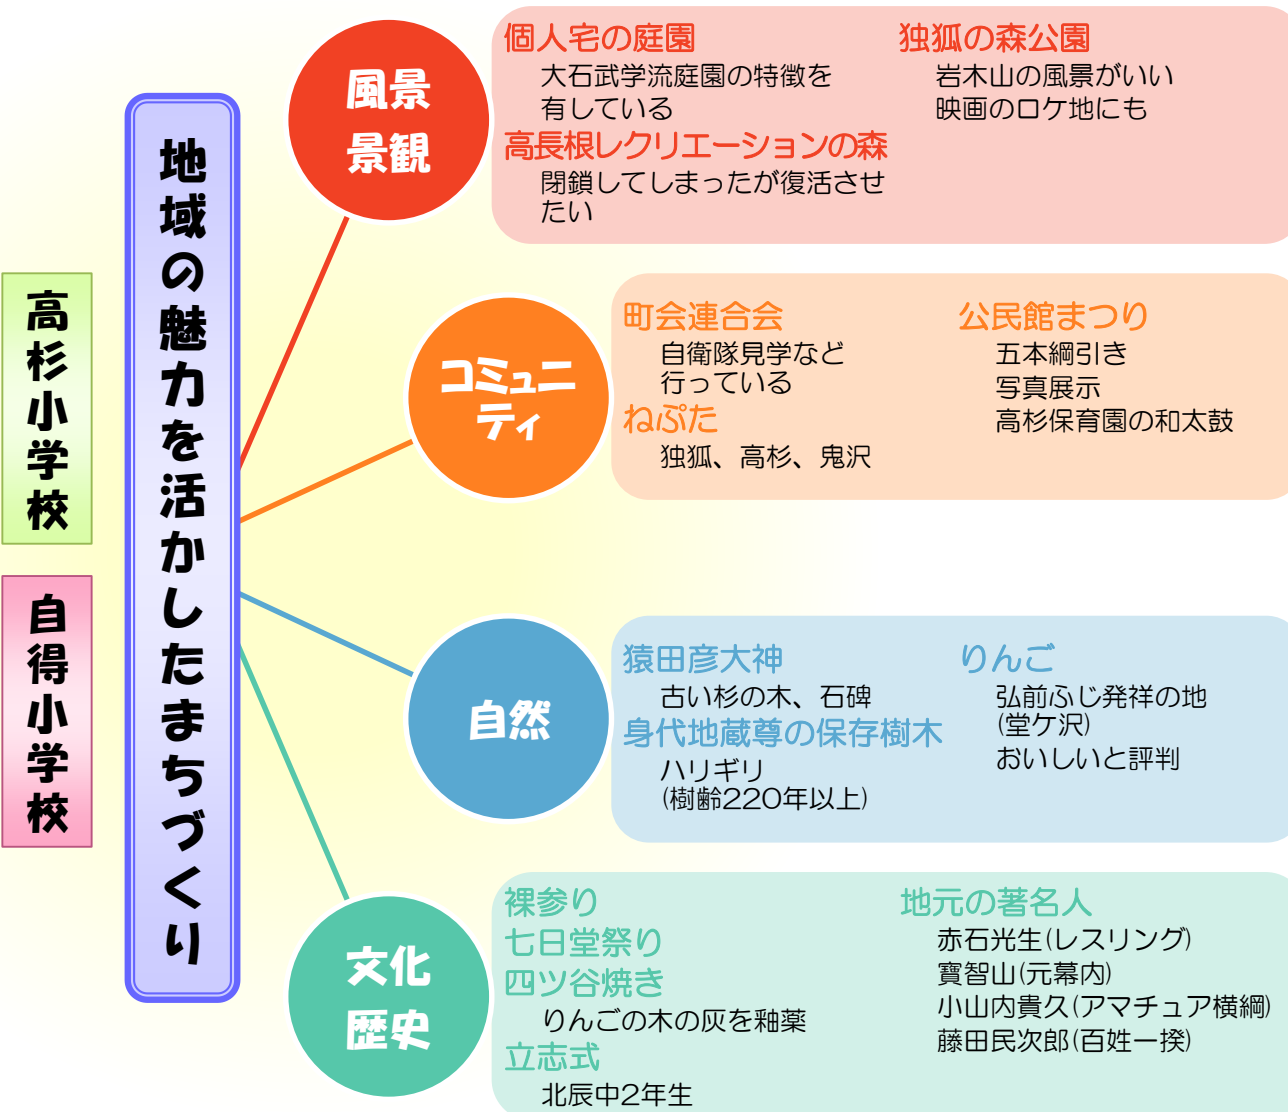 高杉小学校
自得小学校
地域の魅力を活かしたまちづくり
風景
景観
個人宅の庭園
大石武学流庭園の特徴を
有している
高長根レクリエーションの森
閉鎖してしまったが復活させ
たい
独狐の森公園
岩木山の風景がいい
映画のロケ地にも
コミュニ
ティ
町会連合会
自衛隊見学など
行っている
ねぷた
独狐、高杉、鬼沢
公民館まつり
五本綱引き
写真展示
高杉保育園の和太鼓
自然
猿田彦大神
古い杉の木、石碑
身代地蔵尊の保存樹木
ハリギリ
(樹齢220年以上)
りんご
弘前ふじ発祥の地
(堂ケ沢)
おいしいと評判
文化
歴史
裸参り
七日堂祭り
四ツ谷焼き
りんごの木の灰を釉薬
立志式
北辰中2年生
地元の著名人
赤石光生(レスリング)
寶智山(元幕内)
小山内貴久(アマチュア横綱)
藤田民次郎(百姓一揆)